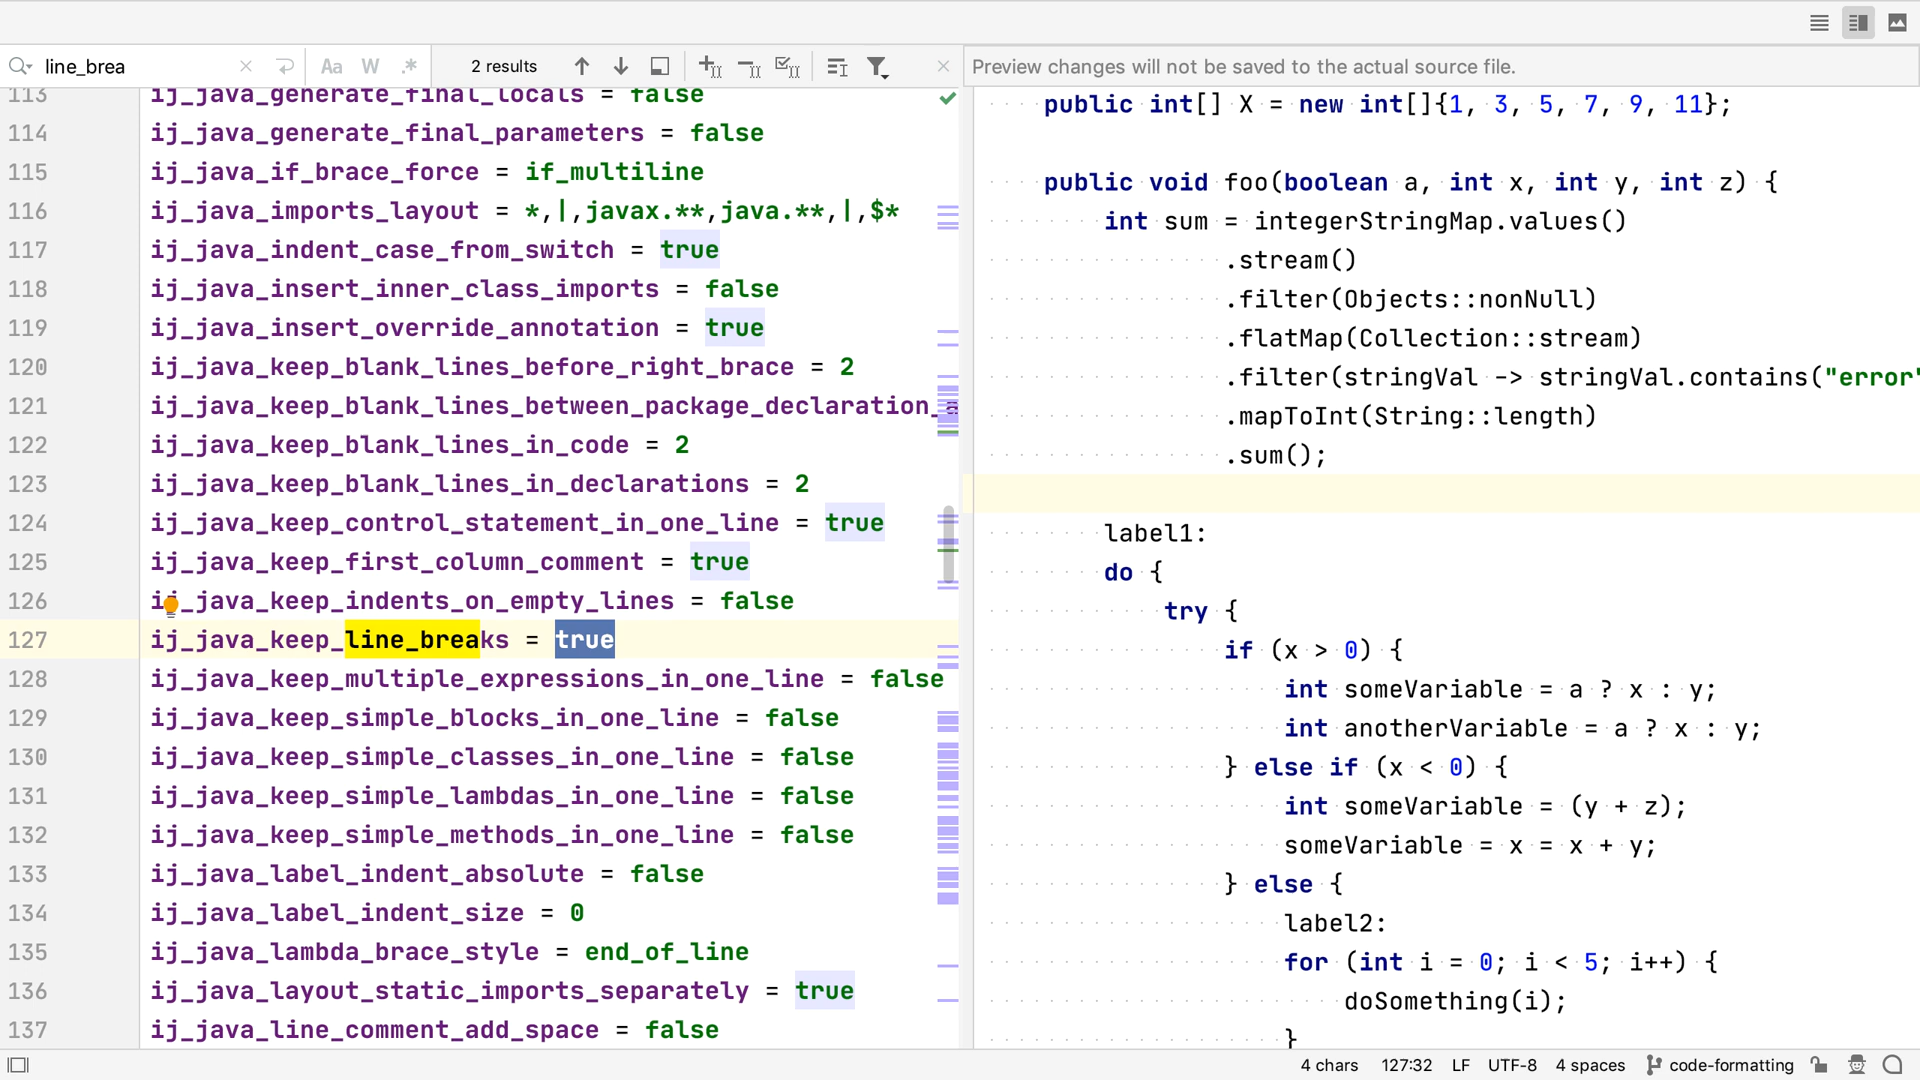 line_brea
Aa W .*
2 results
Preview changes will not be saved to the actual source file.
113 ij_java_generate_final_locals = false
114 ij_java_generate_final_parameters = false
115 ij_java_if_brace_force = if_multiline
116 ij_java_imports_layout = *,|,javax.**,java.**,|,$*
117 ij_java_indent_case_from_switch = true
118 ij_java_insert_inner_class_imports = false
119 ij_java_insert_override_annotation = true
120 ij_java_keep_blank_lines_before_right_brace = 2
121 ij_java_keep_blank_lines_between_package_declaration_
122 ij_java_keep_blank_lines_in_code = 2
123 ij_java_keep_blank_lines_in_declarations = 2
124 ij_java_keep_control_statement_in_one_line = true
125 ij_java_keep_first_column_comment = true
126 ij_java_keep_indents_on_empty_lines = false
127 ij_java_keep_line_breaks = true
128 ij_java_keep_multiple_expressions_in_one_line = false
129 ij_java_keep_simple_blocks_in_one_line = false
130 ij_java_keep_simple_classes_in_one_line = false
131 ij_java_keep_simple_lambdas_in_one_line = false
132 ij_java_keep_simple_methods_in_one_line = false
133 ij_java_label_indent_absolute = false
134 ij_java_label_indent_size = 0
135 ij_java_lambda_brace_style = end_of_line
136 ij_java_layout_static_imports_separately = true
137 ij_java_line_comment_add_space = false
public int[] X = new int[]{1, 3, 5, 7, 9, 11};
public void foo(boolean a, int x, int y, int z) {
int sum = integerStringMap.values()
.stream()
.filter(Objects::nonNull)
.flatMap(Collection::stream)
.filter(stringVal -> stringVal.contains("error"
.mapToInt(String::length)
.sum();
label1:
do {
try {
if (x > 0) {
int someVariable = a ? x : y;
int anotherVariable = a ? x : y;
} else if (x < 0) {
int someVariable = (y + z);
someVariable = x = x + y;
} else {
label2:
for (int i = 0; i < 5; i++) {
doSomething(i);
}
4 chars 127:32 LF UTF-8 4 spaces code-formatting